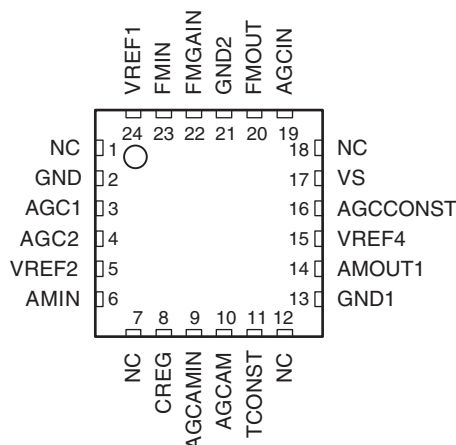 VREF1
FMIN
FMGAIN
GND2
FMOUT
AGCIN
24 23 22 21 20 19
NC 1 18 NC
GND 2 17 VS
AGC1 3 16 AGCCONST
AGC2 4 15 VREF4
VREF2 5 14 AMOUT1
AMIN 6 13 GND1
7 8 9 10 11 12
NC
CREG
AGCAMIN
AGCAM
TCONST
NC